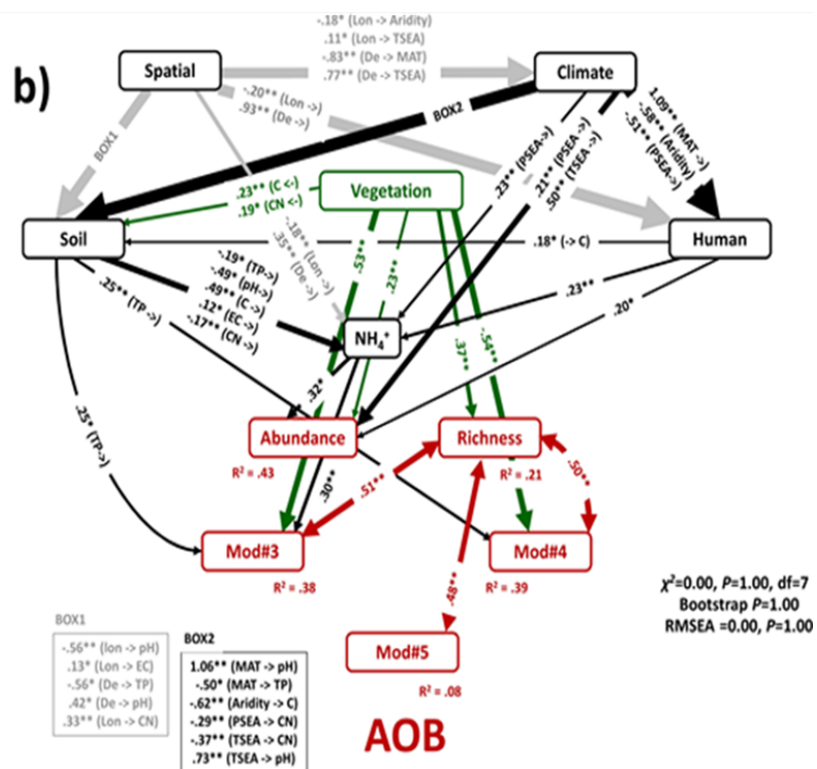 b)
Spatial
-.18* (Lon -> Aridity)
.11* (Lon -> TSEA)
-.83** (De -> MAT)
.77** (De -> TSEA)
Climate
-.20** (Lon ->)
.93** (De ->)
BOX1
BOX2
1.09** (MAT ->)
-.58** (Aridity ->)
-.51** (PSEA->)
.23** (PSEA->)
.21** (PSEA ->)
.50** (TSEA ->)
.23** (C <-)
.19* (CN <-)
Vegetation
Soil
Human
.18* (-> C)
-.18** (Lon ->)
.35** (De ->)
.53**
.23**
.37**
-.54**
-.19* (TP->)
-.49* (pH->)
.49** (C ->)
.12* (EC ->)
-.17** (CN ->)
.25** (TP->)
.23**
.20*
NH4+
.32*
.25* (TP->)
Abundance
R² = .43
Richness
R² = .21
.30**
.51**
.50**
Mod#3
R² = .38
Mod#4
R² = .39
.48**
Mod#5
R² = .08
χ²=0.00, P=1.00, df=7
Bootstrap P=1.00
RMSEA =0.00, P=1.00
BOX1
-.56** (lon -> pH)
.13* (Lon -> EC)
-.56* (De -> TP)
.42* (De -> pH)
.33** (Lon -> CN)
BOX2
1.06** (MAT -> pH)
-.50* (MAT -> TP)
-.62** (Aridity -> C)
-.29** (PSEA -> CN)
-.37** (TSEA -> CN)
.73** (TSEA -> pH)
AOB